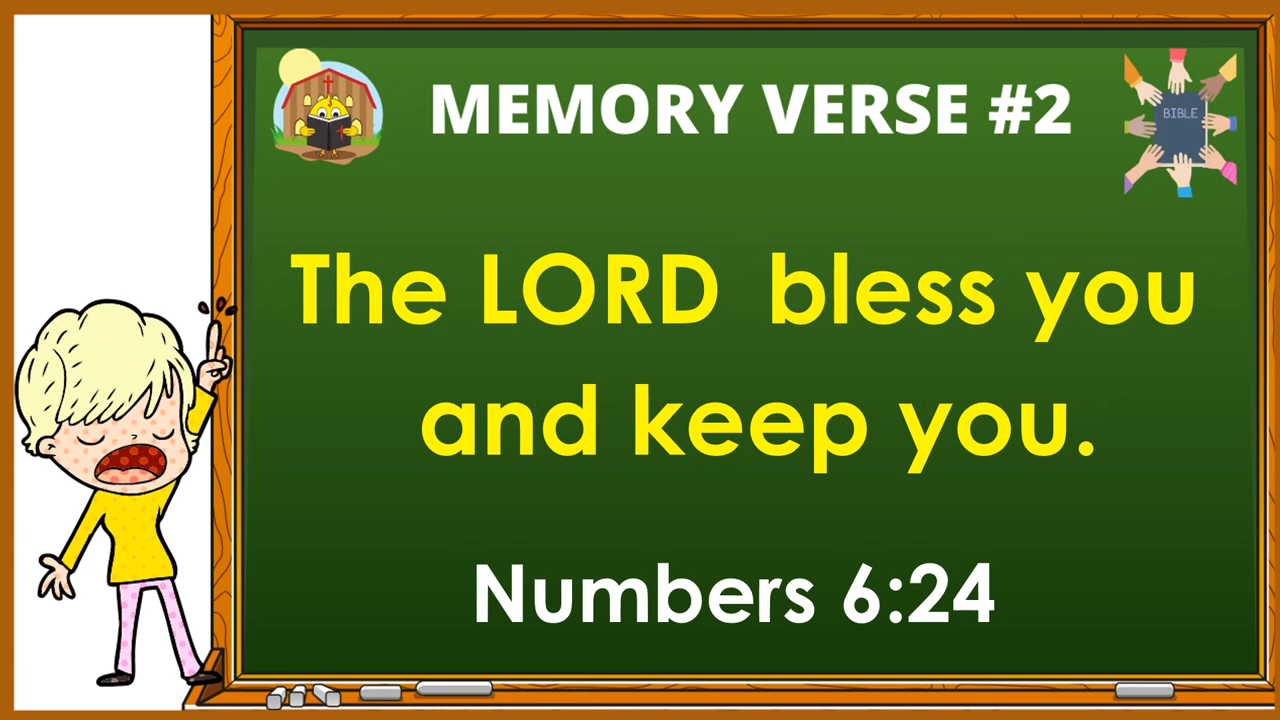 MEMORY VERSE #2
BIBLE
The LORD bless you
and keep you.
Numbers 6:24